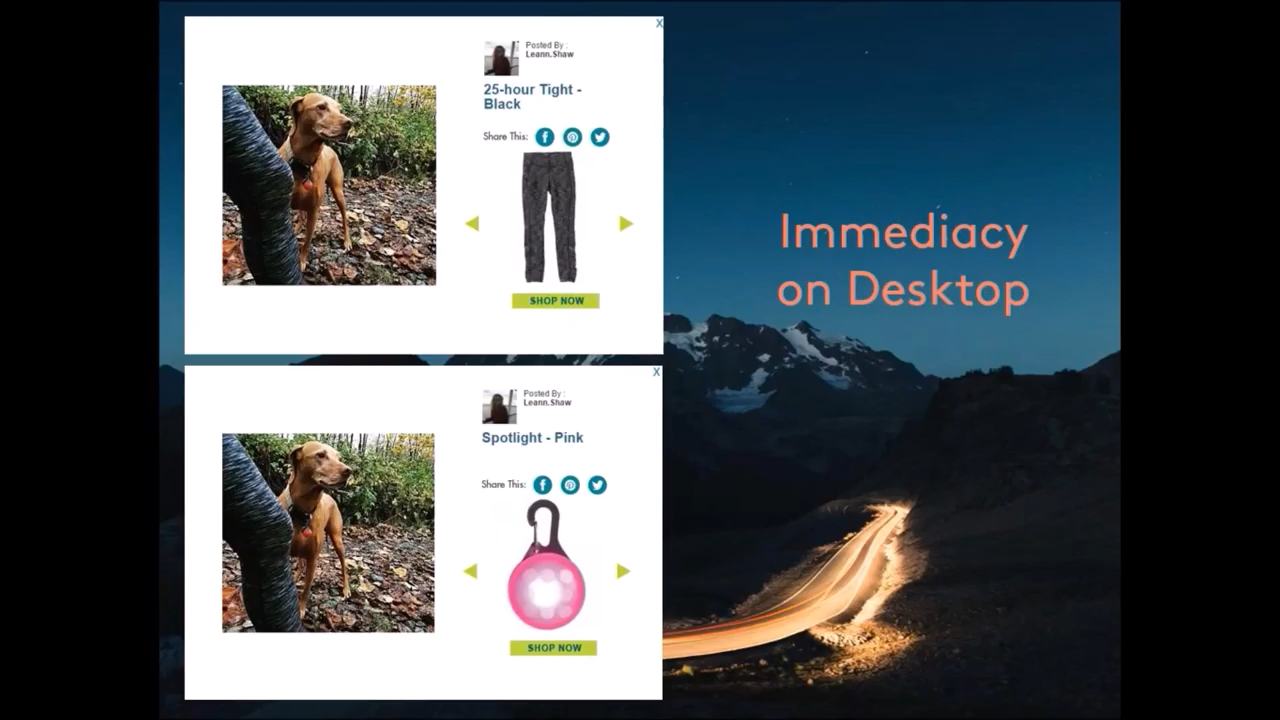 X
Posted By :
Leann.Shaw
25-hour Tight -
Black
Share This:
SHOP NOW
X
Posted By :
Leann.Shaw
Spotlight - Pink
Share This:
SHOP NOW
Immediacy
on Desktop